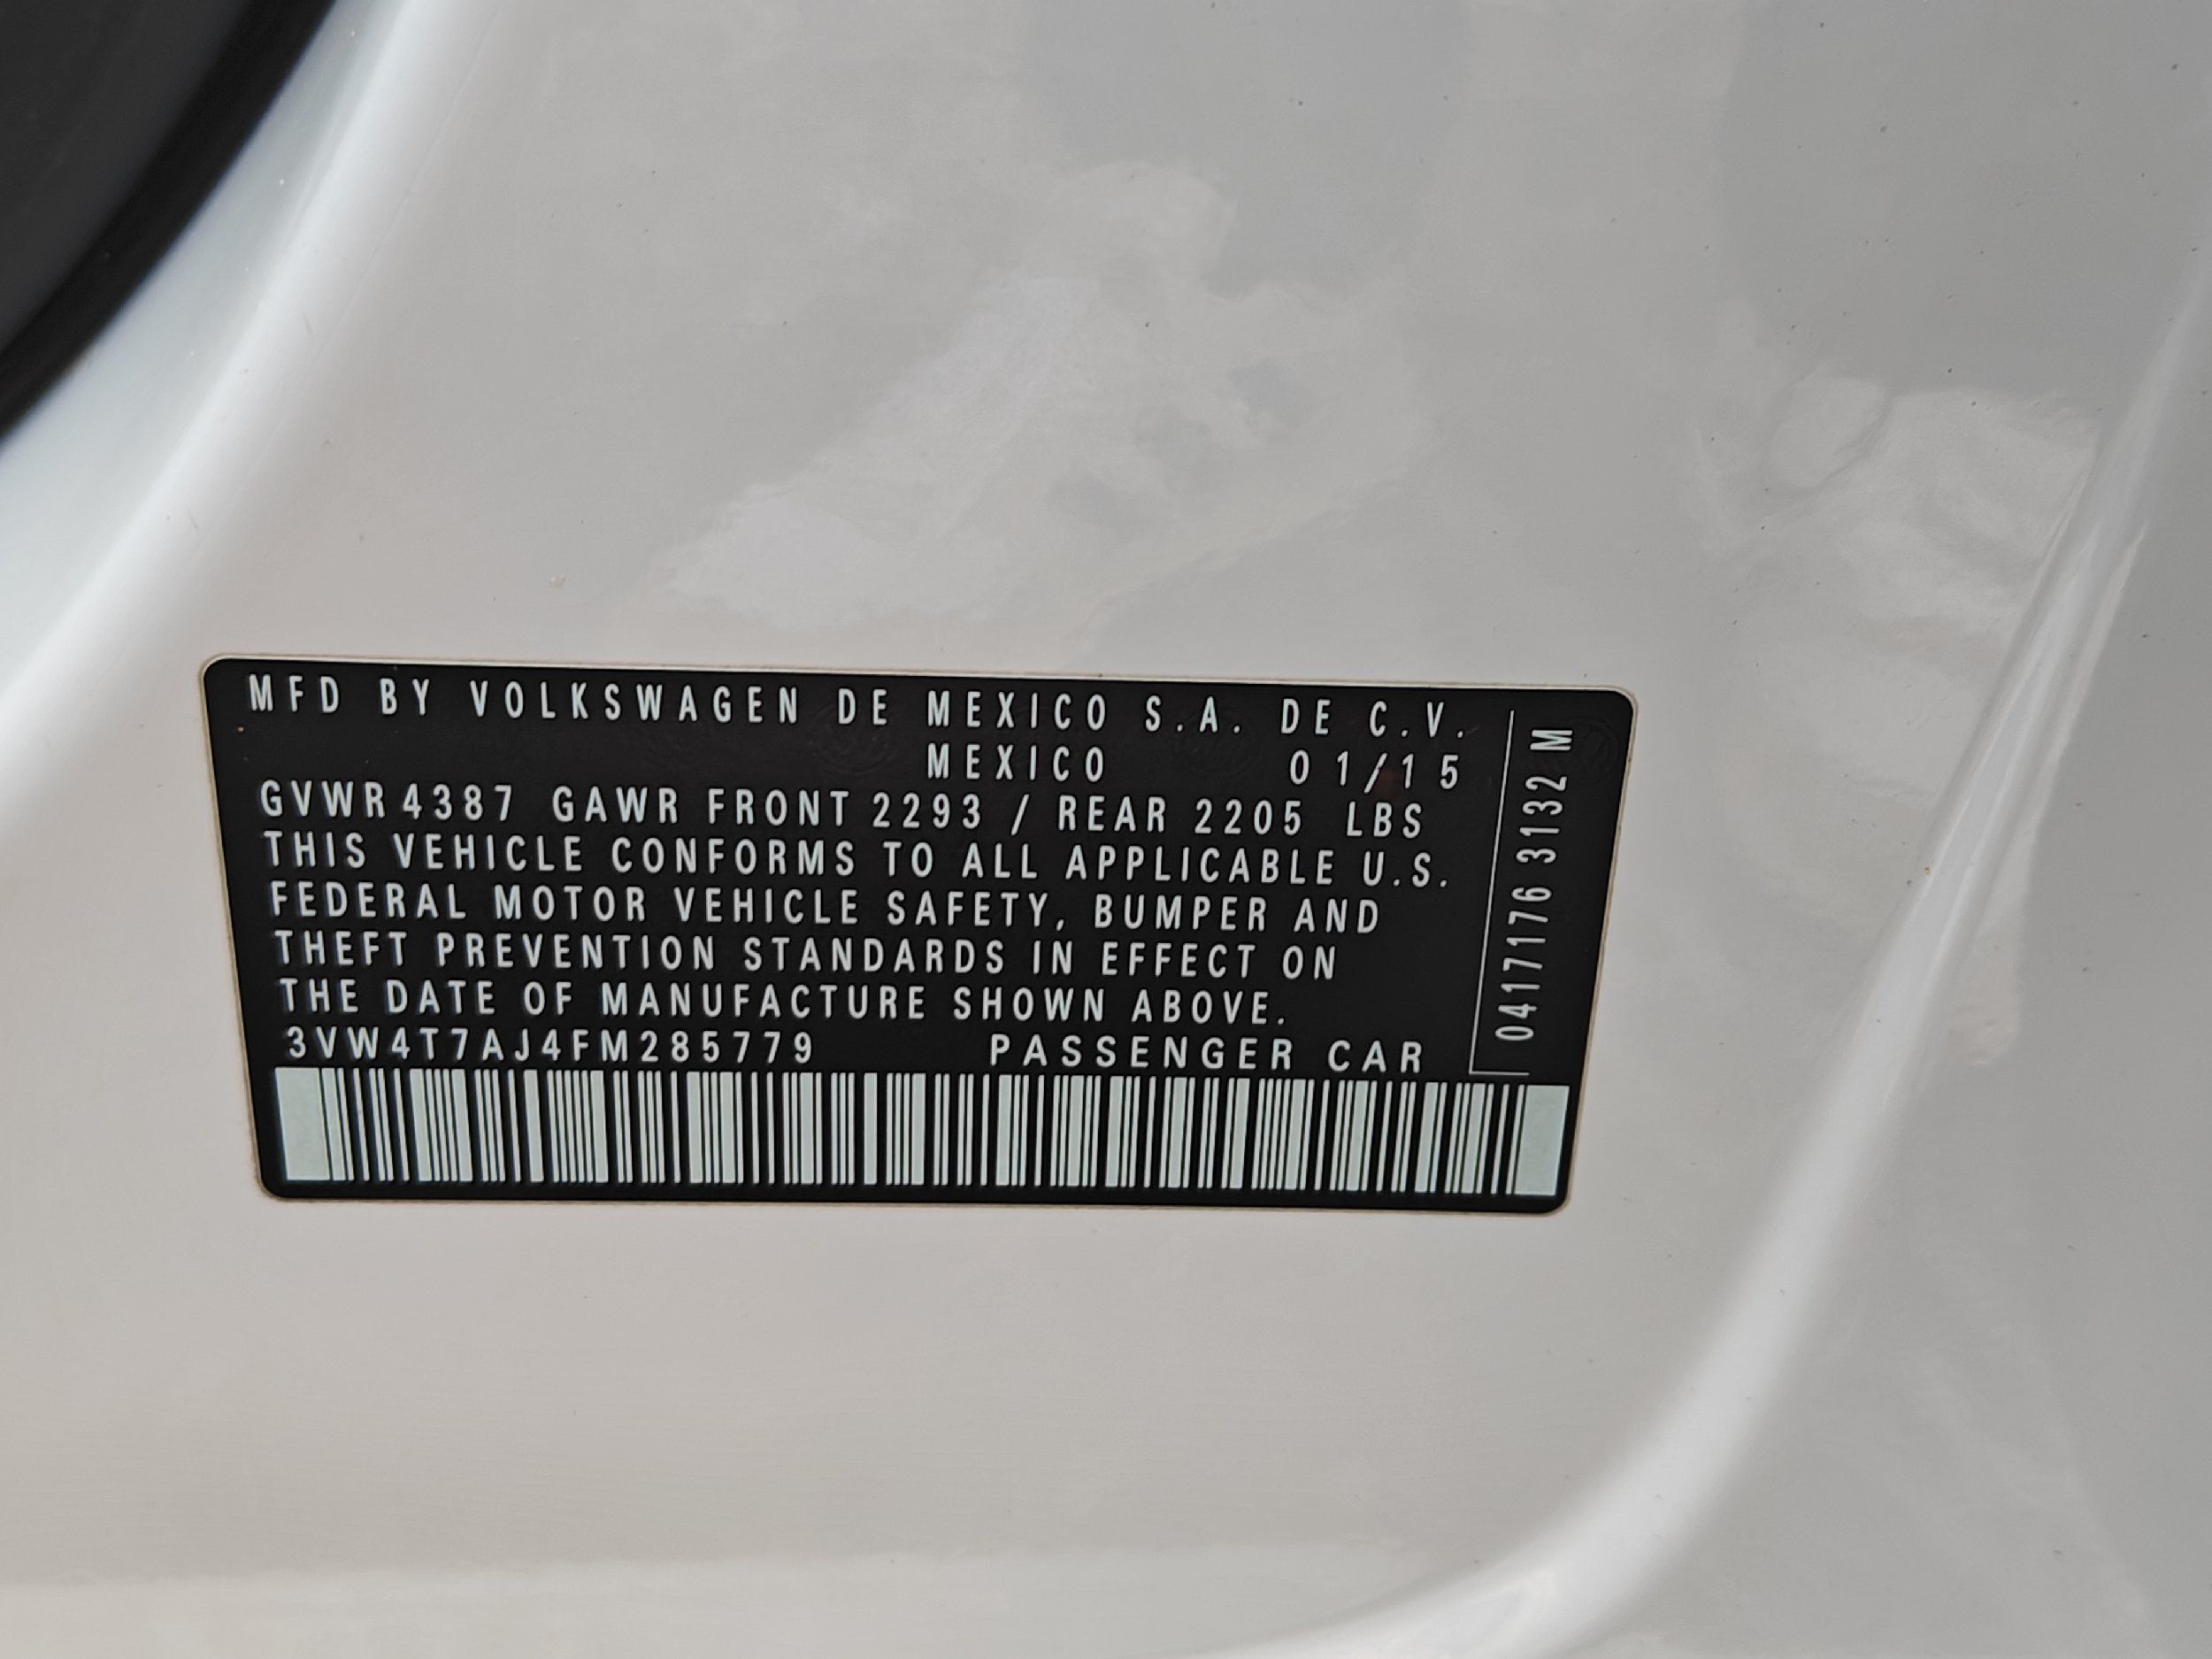 MFD BY VOLKSWAGEN DE MEXICO S.A. DE C.V.
MEXICO 01/15
GVWR 4387 GAWR FRONT 2293 / REAR 2205 LBS
THIS VEHICLE CONFORMS TO ALL APPLICABLE U.S.
FEDERAL MOTOR VEHICLE SAFETY, BUMPER AND
THEFT PREVENTION STANDARDS IN EFFECT ON
THE DATE OF MANUFACTURE SHOWN ABOVE.
3VW4T7AJ4FM285779 PASSENGER CAR
0417176 3132 M